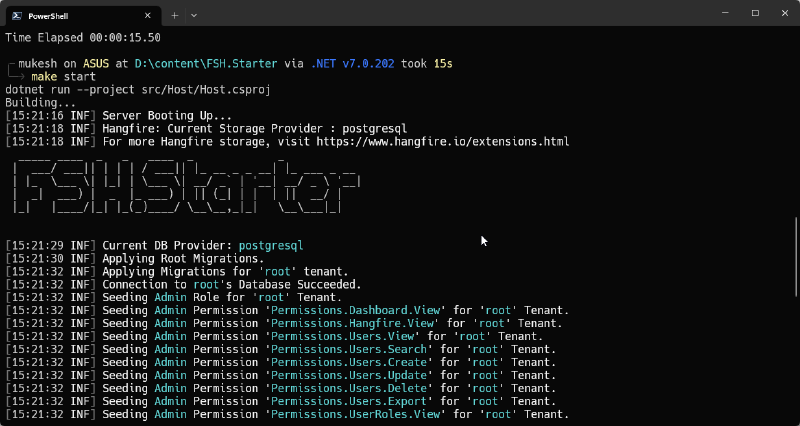 PowerShell
Time Elapsed 00:00:15.50
mukesh on ASUS at D:\content\FSH.Starter via .NET v7.0.202 took 15s
make start
dotnet run --project src/Host/Host.csproj
Building...
[15:21:16 INF] Server Booting Up...
[15:21:18 INF] Hangfire: Current Storage Provider : postgresql
[15:21:18 INF] For more Hangfire storage, visit https://www.hangfire.io/extensions.html
FSH.Starter
[15:21:29 INF] Current DB Provider: postgresql
[15:21:30 INF] Applying Root Migrations.
[15:21:32 INF] Applying Migrations for 'root' tenant.
[15:21:32 INF] Connection to root's Database Succeeded.
[15:21:32 INF] Seeding Admin Role for 'root' Tenant.
[15:21:32 INF] Seeding Admin Permission 'Permissions.Dashboard.View' for 'root' Tenant.
[15:21:32 INF] Seeding Admin Permission 'Permissions.Hangfire.View' for 'root' Tenant.
[15:21:32 INF] Seeding Admin Permission 'Permissions.Users.View' for 'root' Tenant.
[15:21:32 INF] Seeding Admin Permission 'Permissions.Users.Search' for 'root' Tenant.
[15:21:32 INF] Seeding Admin Permission 'Permissions.Users.Create' for 'root' Tenant.
[15:21:32 INF] Seeding Admin Permission 'Permissions.Users.Update' for 'root' Tenant.
[15:21:32 INF] Seeding Admin Permission 'Permissions.Users.Delete' for 'root' Tenant.
[15:21:32 INF] Seeding Admin Permission 'Permissions.Users.Export' for 'root' Tenant.
[15:21:32 INF] Seeding Admin Permission 'Permissions.UserRoles.View' for 'root' Tenant.